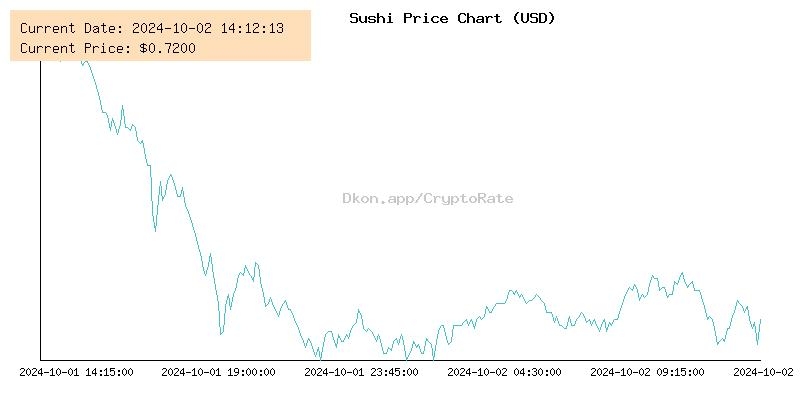 Sushi Price Chart (USD)
Current Date: 2024-10-02 14:12:13
Current Price: $0.7200
Dkon.app/CryptoRate
2024-10-01 14:15:00 2024-10-01 19:00:00 2024-10-01 23:45:00 2024-10-02 04:30:00 2024-10-02 09:15:00 2024-10-02